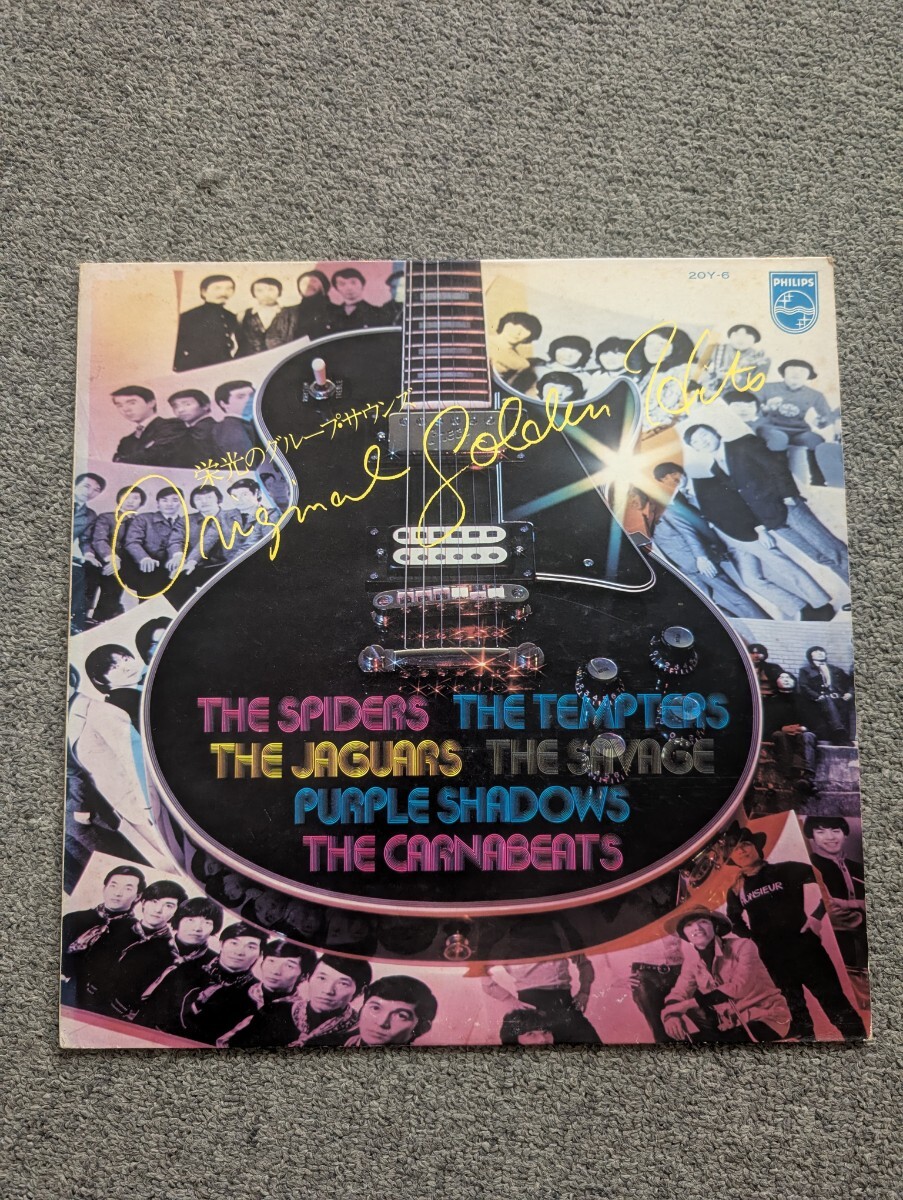 20Y-6
PHILIPS
栄光のグループ・サウンズ
Original Golden Hits
THE SPIDERS THE TEMPTERS
THE JAGUARS THE SAVAGE
PURPLE SHADOWS
THE CARNABEATS
MONSIEUR